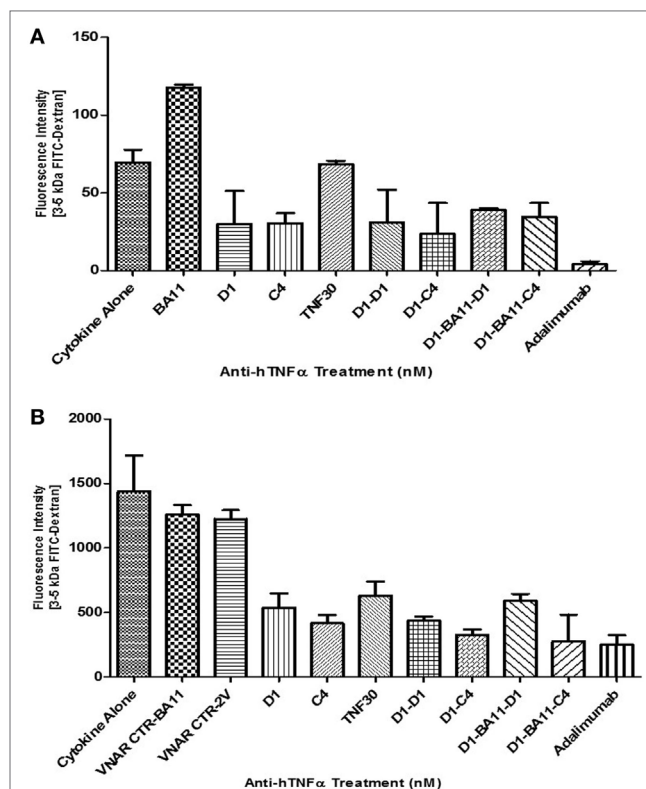 A
150
100
50
0
Fluorescence Intensity
[3-5 kDa FITC-Dextran]
Cytokine Alone
BA11
D1
C4
TNF30
D1-D1
D1-C4
D1-BA11-D1
D1-BA11-C4
Adalimumab
Anti-hTNFα Treatment (nM)
B
2000
1500
1000
500
0
Fluorescence Intensity
[3-5 kDa FITC-Dextran]
Cytokine Alone
VNAR CTR-BA11
VNAR CTR-2V
D1
C4
TNF30
D1-D1
D1-C4
D1-BA11-D1
D1-BA11-C4
Adalimumab
Anti-hTNFα Treatment (nM)